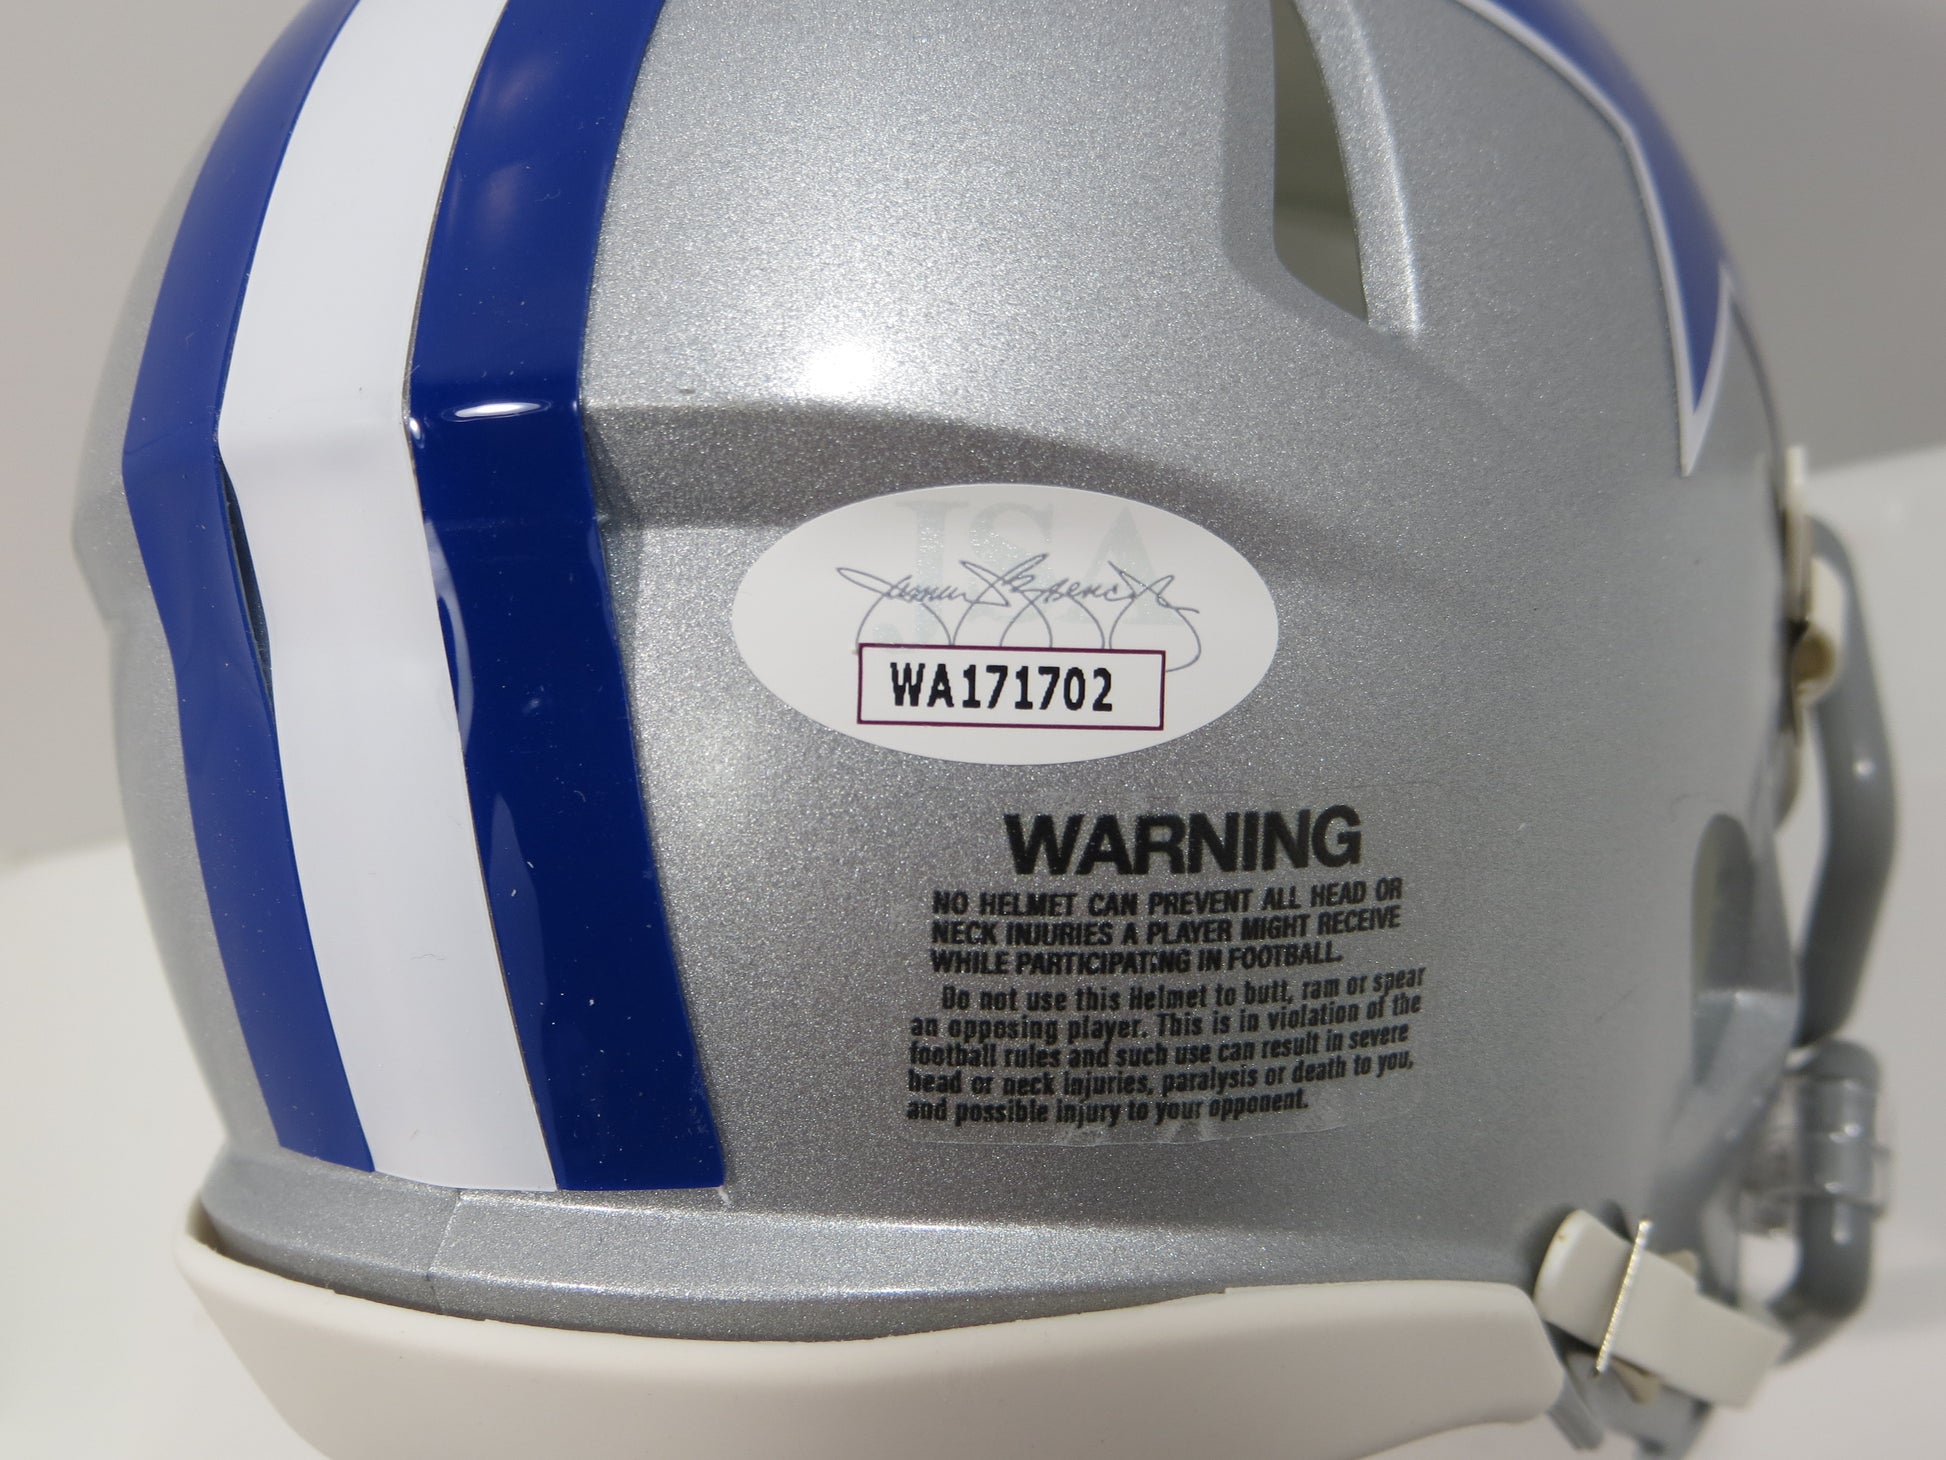 JSA
James Spence Jr
WA171702
WARNING
NO HELMET CAN PREVENT ALL HEAD OR
NECK INJURIES A PLAYER MIGHT RECEIVE
WHILE PARTICIPATING IN FOOTBALL.
Do not use this Helmet to butt, ram or spear
an opposing player. This is in violation of the
football rules and such use can result in severe
head or neck injuries, paralysis or death to you,
and possible injury to your opponent.